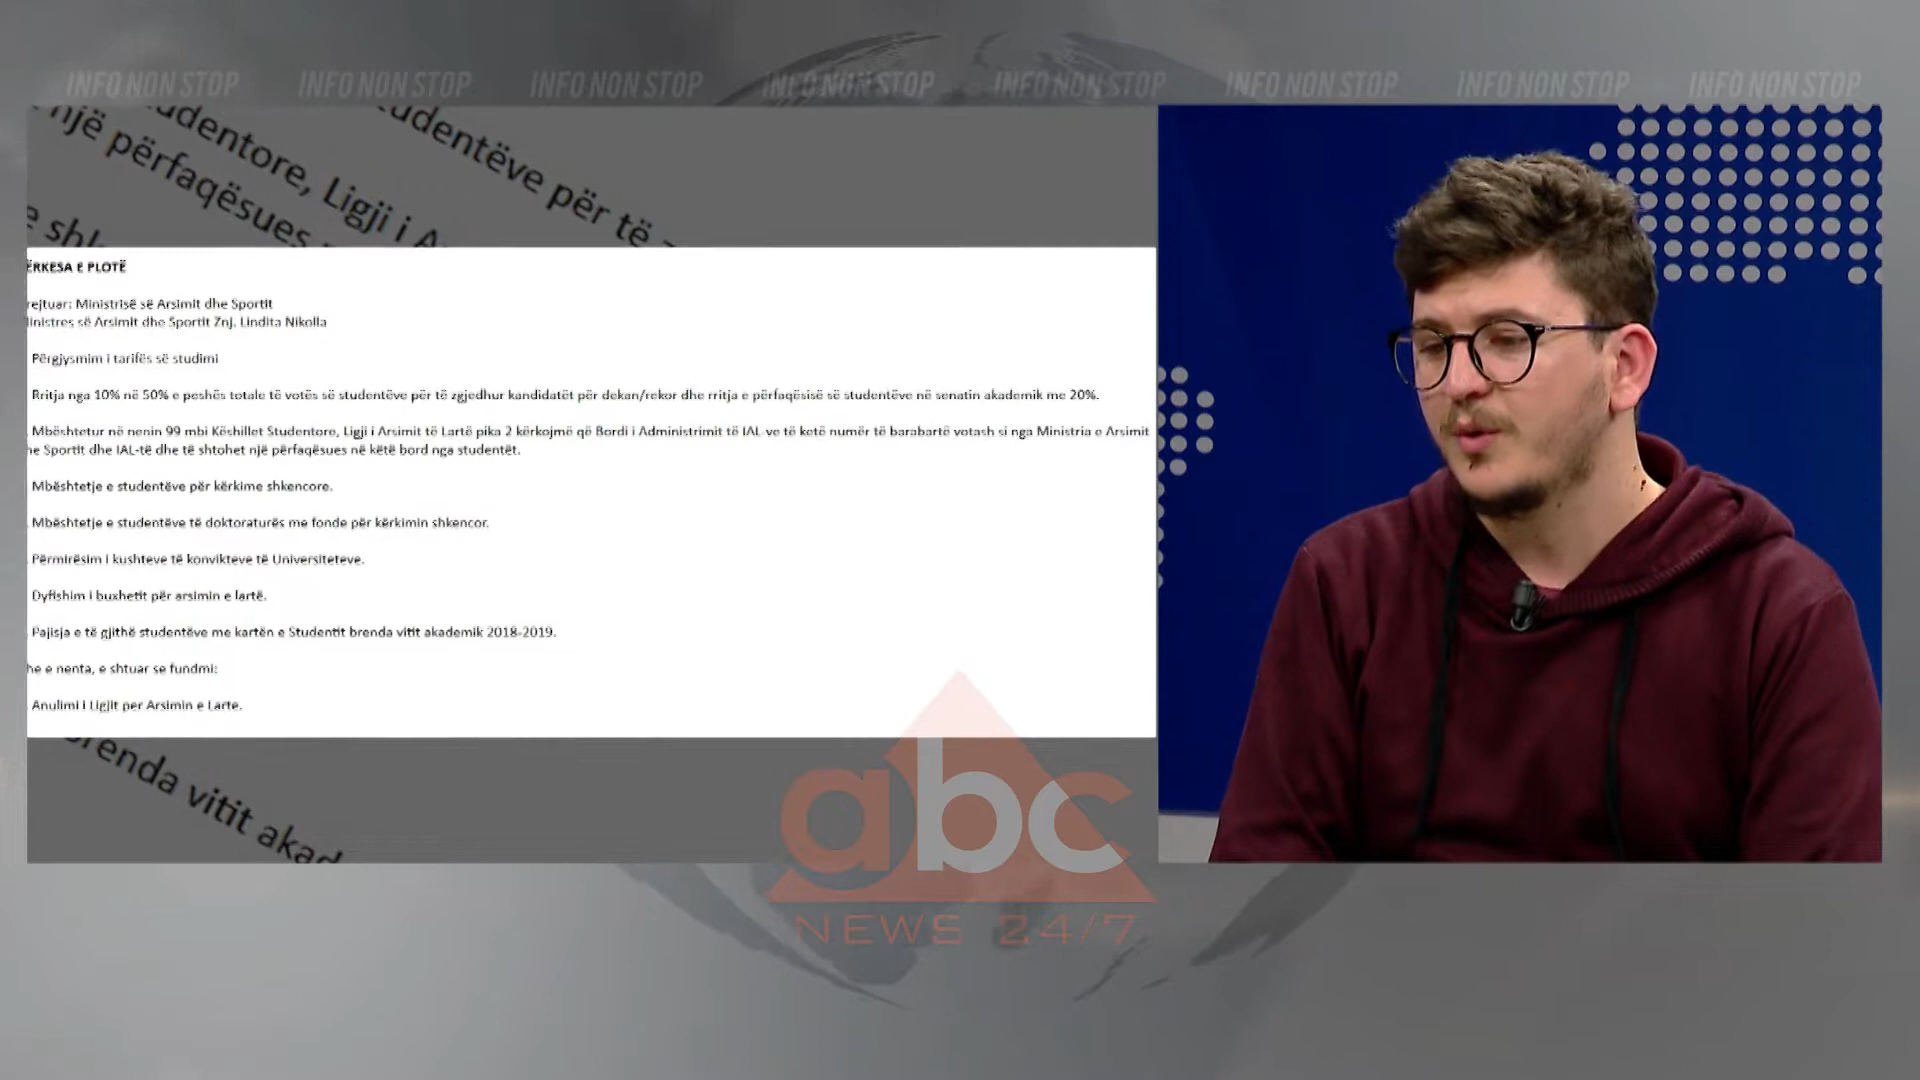 INFO NON STOP INFO NON STOP INFO NON STOP INFO NON STOP INFO NON STOP INFO NON STOP INFO NON STOP INFO NON STOP
udentëve për të
udentore, Ligji i A
një përfaqësues
e shk
ËRKESA E PLOTË
rejtuar: Ministrisë së Arsimit dhe Sportit
inistres së Arsimit dhe Sportit Znj. Lindita Nikolla
Përgjysmim i tarifës së studimi
Rritja nga 10% në 50% e peshës totale të votës së studentëve për të zgjedhur kandidatët për dekan/rekor dhe rritja e përfaqësisë së studentëve në senatin akademik me 20%.
Mbështetur në nenin 99 mbi Këshillet Studentore, Ligji i Arsimit të Lartë pika 2 kërkojmë që Bordi i Administrimit të IAL-ve të ketë numër të barabartë votash si nga Ministria e Arsimit
he Sportit dhe IAL-të dhe të shtohet një përfaqësues në këtë bord nga studentët.
Mbështetje e studentëve për kërkime shkencore.
Mbështetje e studentëve të doktoraturës me fonde për kërkimin shkencor.
Përmirësim i kushteve të konvikteve të Universiteteve.
Dyfishim i buxhetit për arsimin e lartë.
Pajisja e të gjithë studentëve me kartën e Studentit brenda vitit akademik 2018-2019.
he e nenta, e shtuar se fundmi:
Anulimi i Ligjit per Arsimin e Larte.
brenda vitit akad
abc
NEWS 24/7